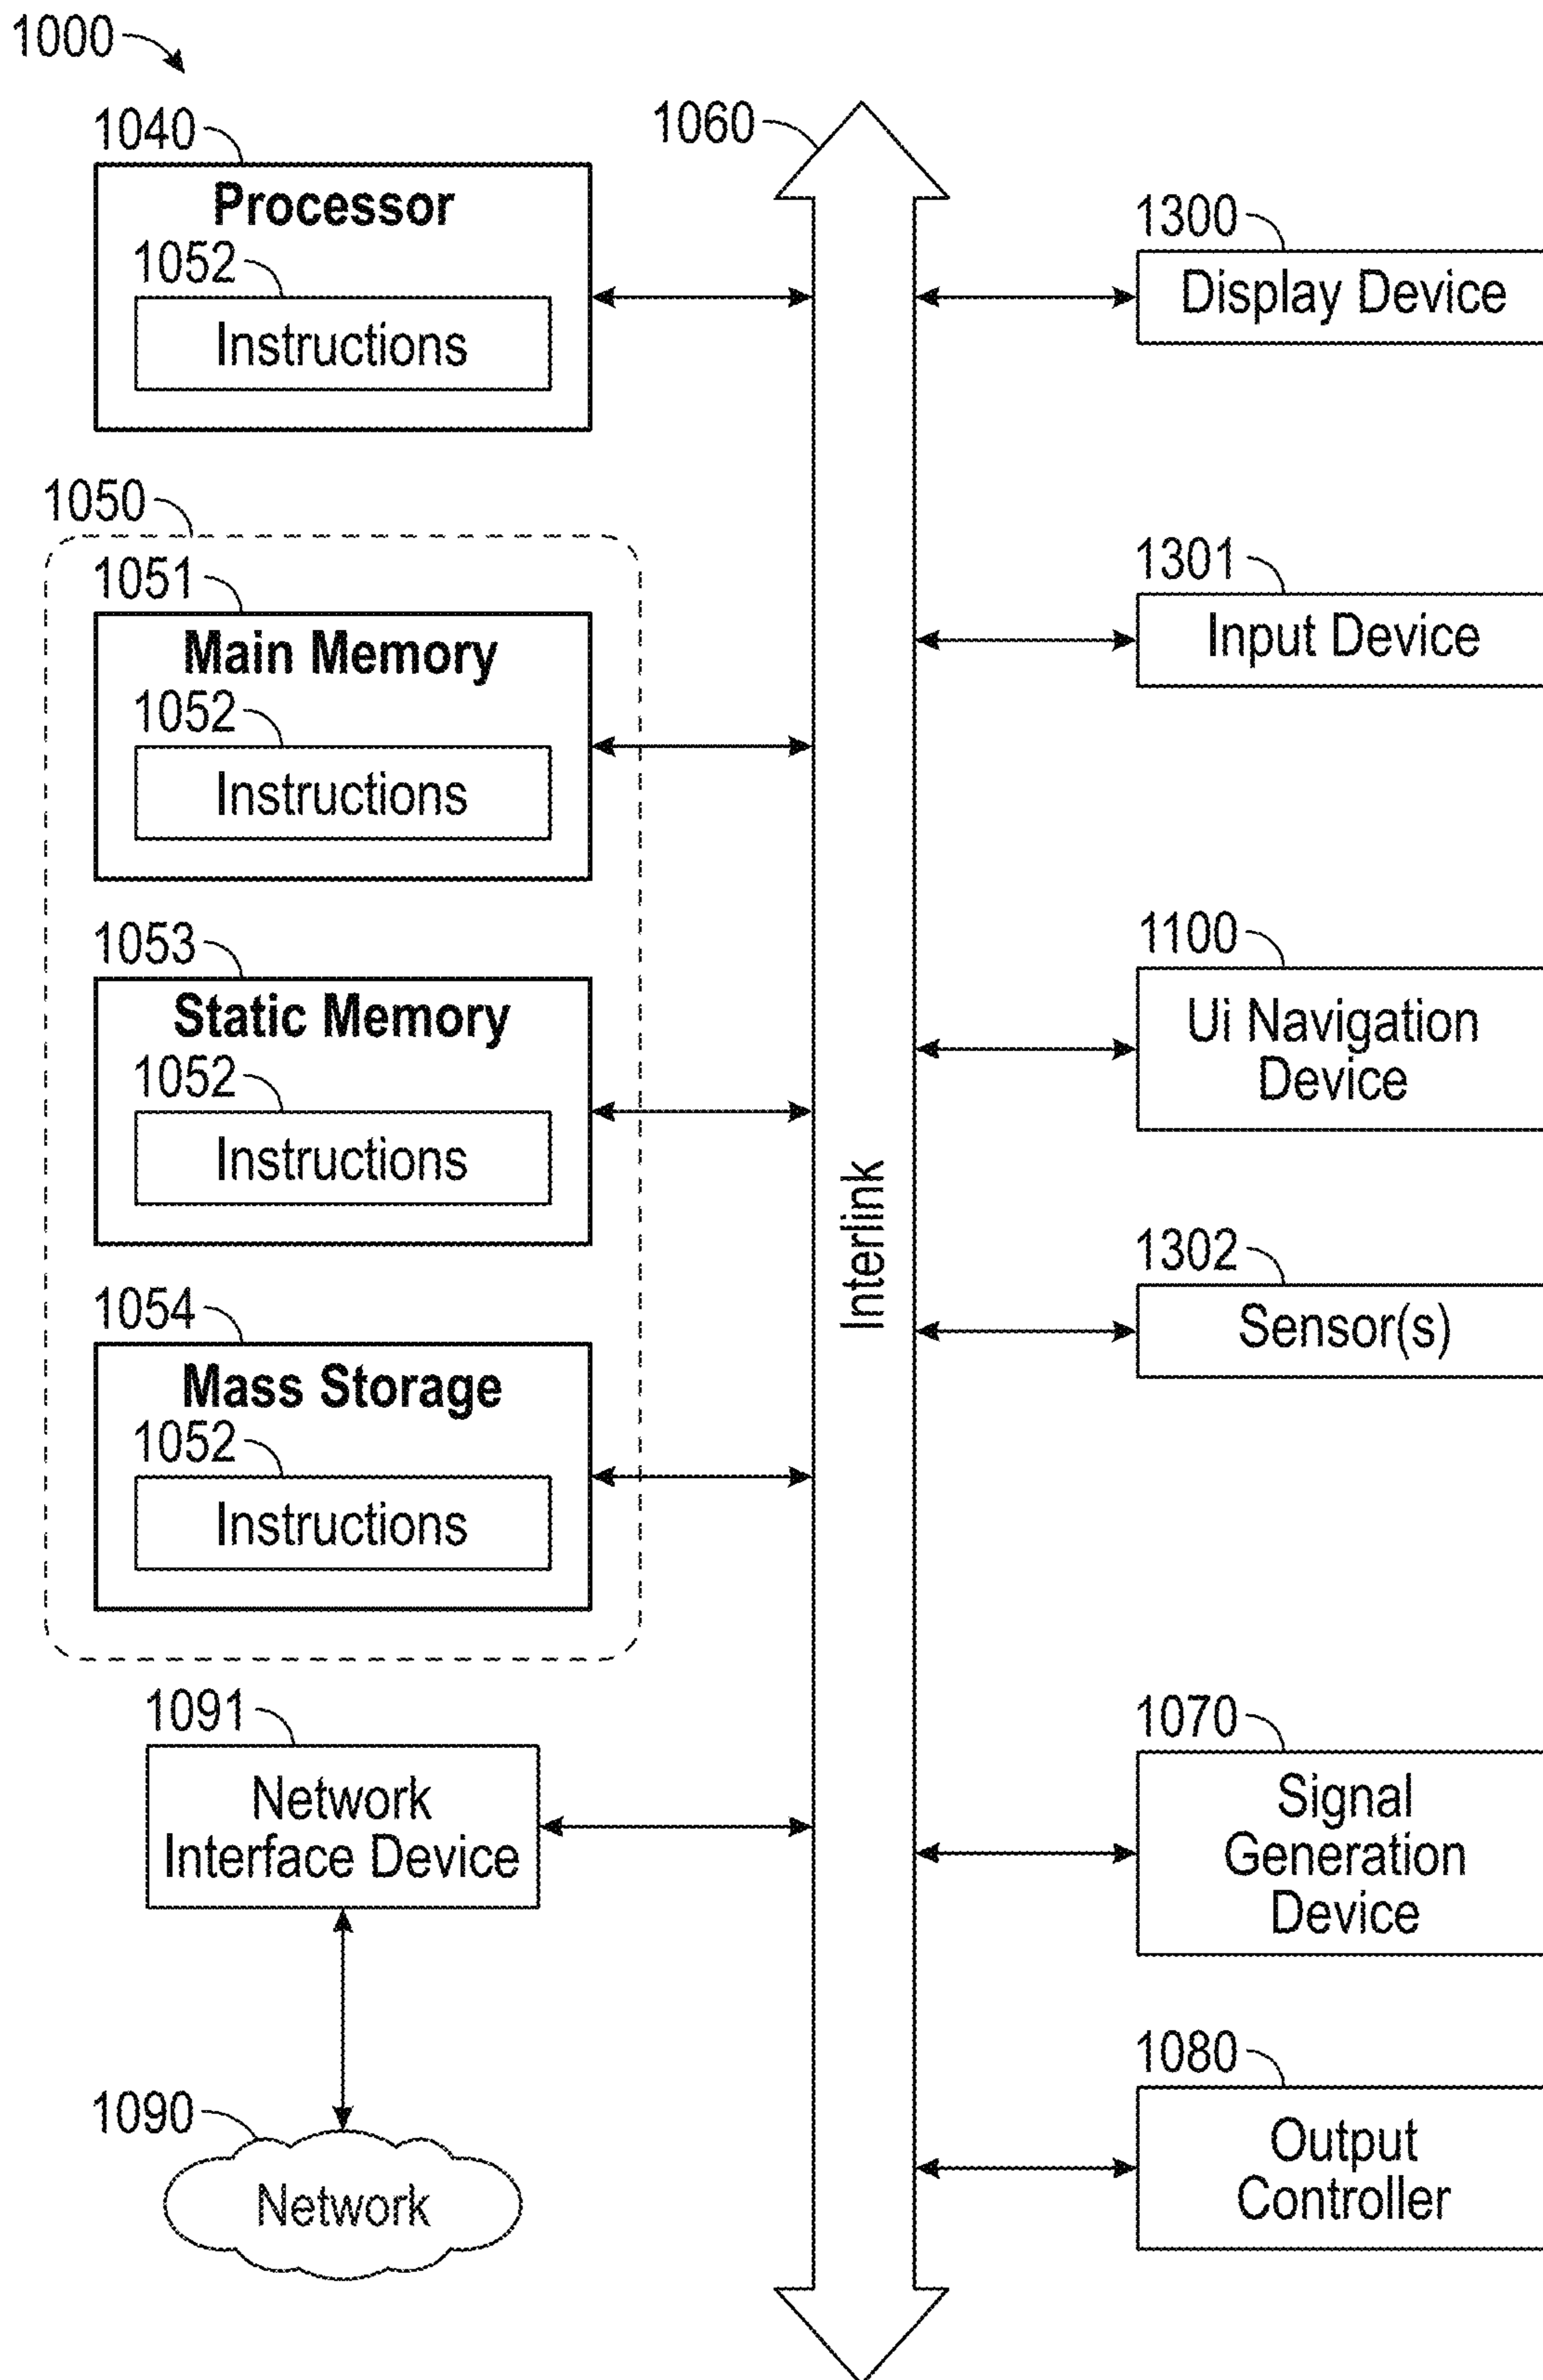 1000
1040
Processor
1052
Instructions
1050
1051
Main Memory
1052
Instructions
1053
Static Memory
1052
Instructions
1054
Mass Storage
1052
Instructions
1091
Network
Interface Device
1090
Network
1060
Interlink
1300
Display Device
1301
Input Device
1100
Ui Navigation
Device
1302
Sensor(s)
1070
Signal
Generation
Device
1080
Output
Controller